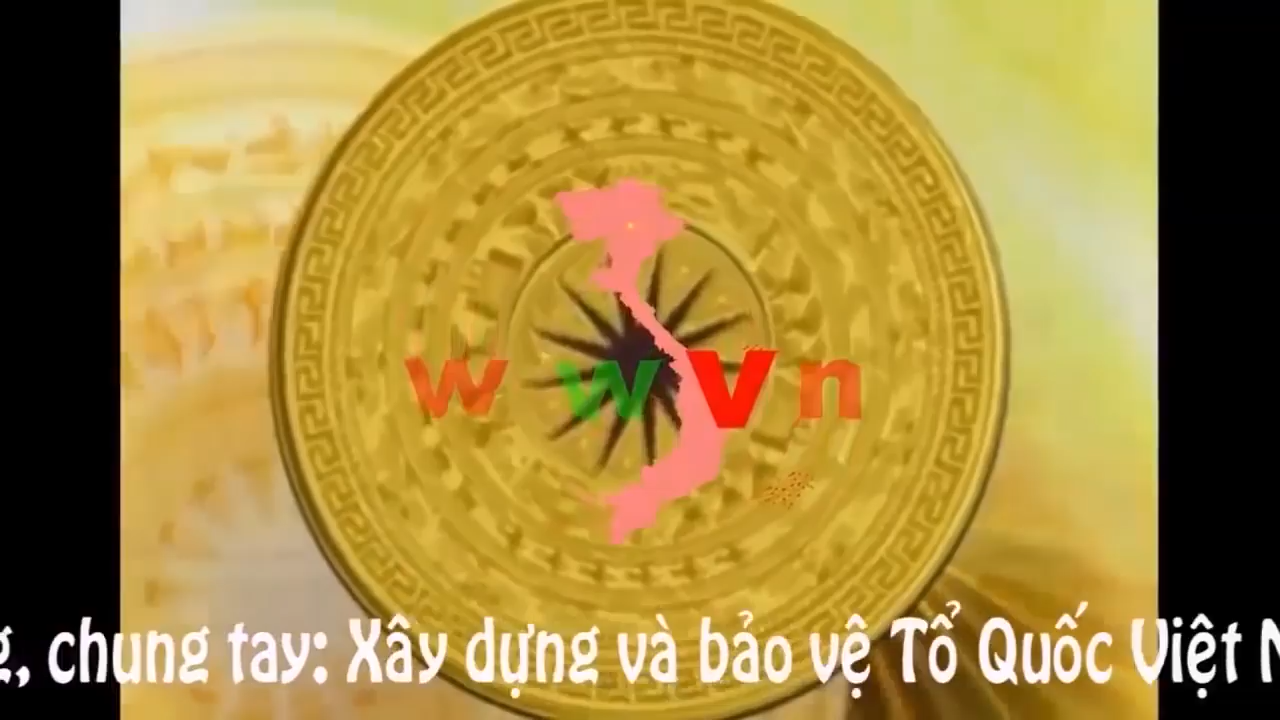 w w v n
g, chung tay: Xây dựng và bảo vệ Tổ Quốc Việt N